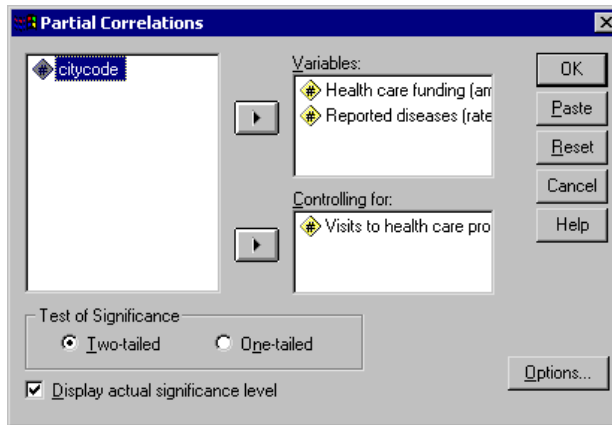 Partial Correlations
citycode
Variables:
Health care funding (am
Reported diseases (rate
Controlling for:
Visits to health care pro
OK
Paste
Reset
Cancel
Help
Test of Significance
Two-tailed
One-tailed
Display actual significance level
Options...